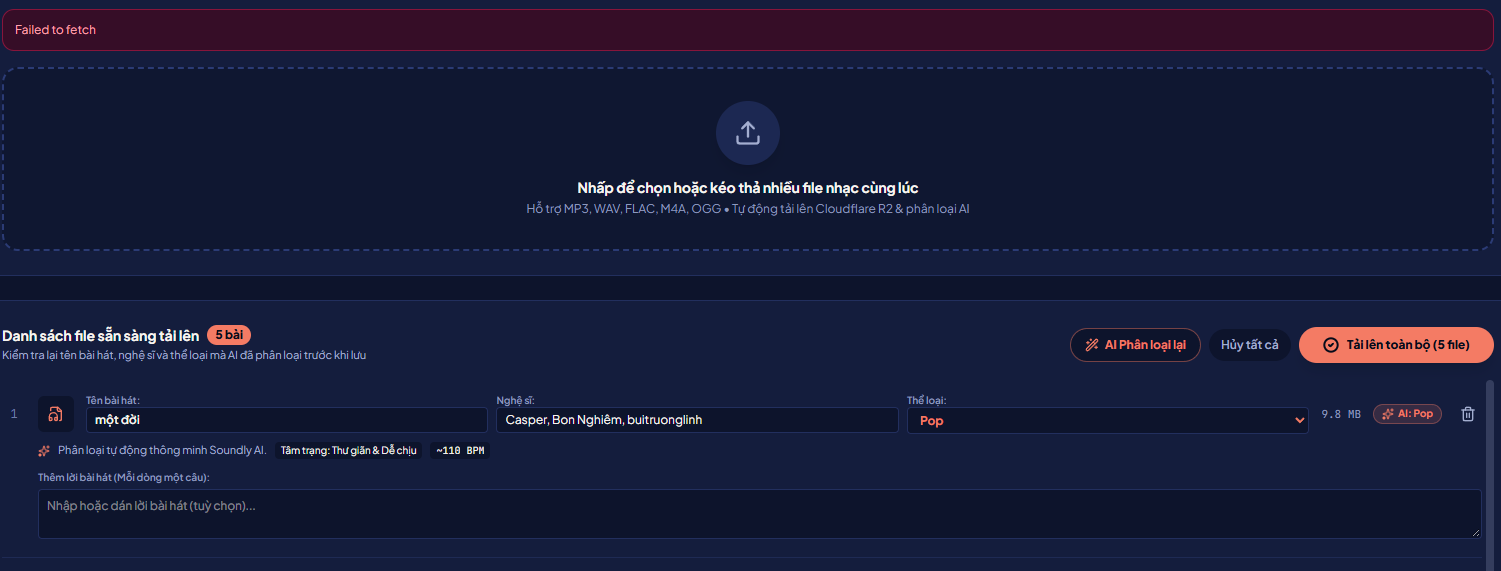 Failed to fetch
Nhấp để chọn hoặc kéo thả nhiều file nhạc cùng lúc
Hỗ trợ MP3, WAV, FLAC, M4A, OGG • Tự động tải lên Cloudflare R2 & phân loại AI
Danh sách file sẵn sàng tải lên 5 bài
Kiểm tra lại tên bài hát, nghệ sĩ và thể loại mà AI đã phân loại trước khi lưu
AI Phân loại lại Hủy tất cả Tải lên toàn bộ (5 file)
Tên bài hát: Nghệ sĩ: Thể loại:
1 một đời Casper, Bon Nghiêm, buitruonglinh Pop 9.8 MB AI: Pop
Phân loại tự động thông minh Soundly AI. Tâm trạng: Thư giãn & Dễ chịu ~110 BPM
Thêm lời bài hát (Mỗi dòng một câu):
Nhập hoặc dán lời bài hát (tuỳ chọn)...